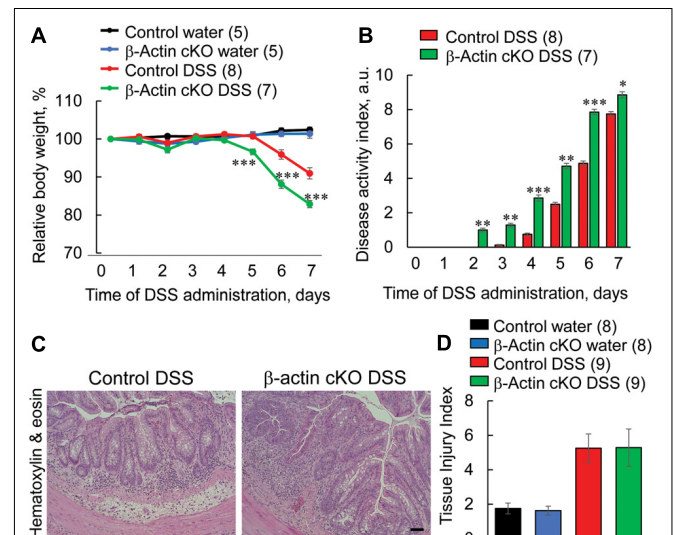 A
Control water (5)
β-Actin cKO water (5)
Control DSS (8)
β-Actin cKO DSS (7)
Relative body weight, %
110
100
90
80
70
***
***
***
0 1 2 3 4 5 6 7
Time of DSS administration, days
B
Control DSS (8)
β-Actin cKO DSS (7)
Disease activity index, a.u.
10
8
6
4
2
0
**
**
***
**
***
*
0 1 2 3 4 5 6 7
Time of DSS administration, days
C
Control DSS
β-actin cKO DSS
Hematoxylin & eosin
D
Control water (8)
β-Actin cKO water (8)
Control DSS (9)
β-Actin cKO DSS (9)
Tissue Injury Index
8
6
4
2